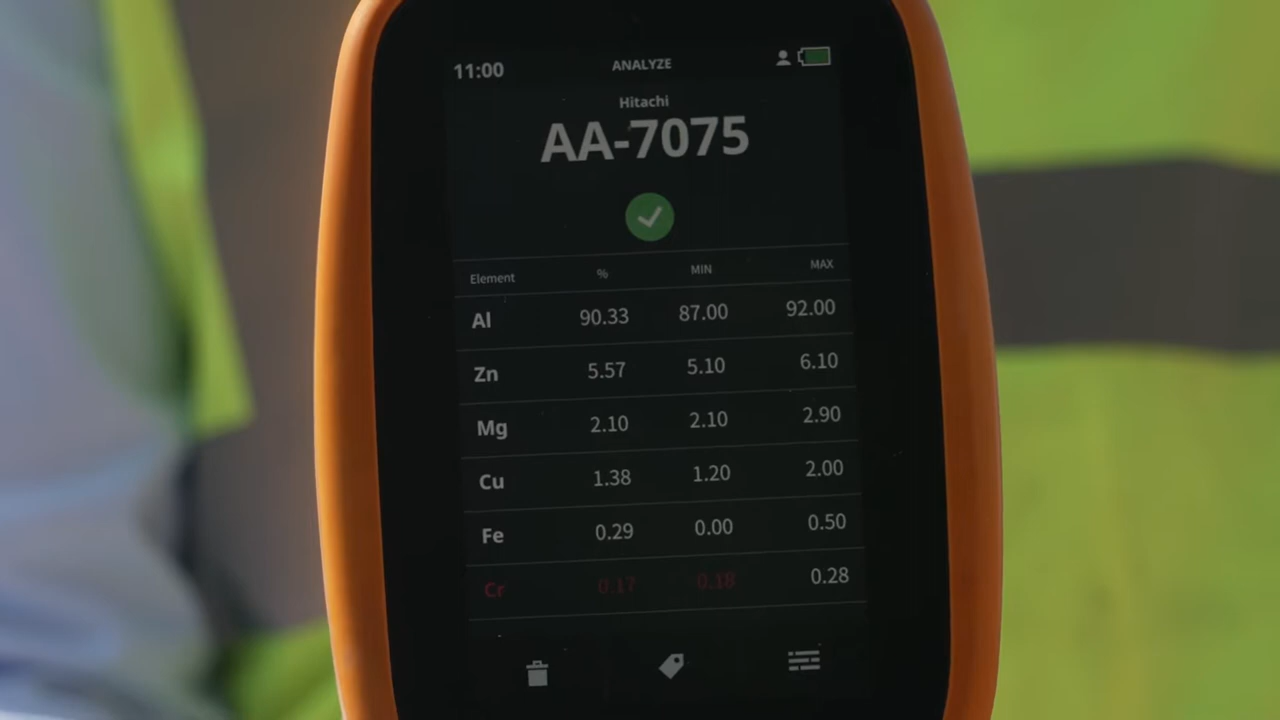 11:00 ANALYZE
Hitachi
AA-7075
Element % MIN MAX
Al 90.33 87.00 92.00
Zn 5.57 5.10 6.10
Mg 2.10 2.10 2.90
Cu 1.38 1.20 2.00
Fe 0.29 0.00 0.50
Cr 0.17 0.18 0.28